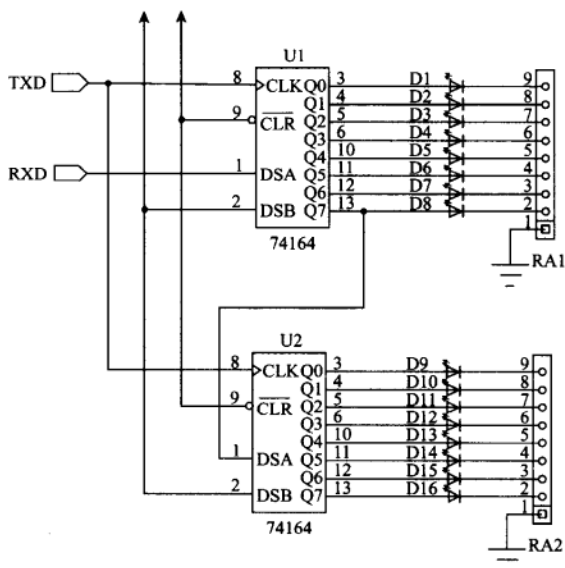 U1
TXD 8 CLK Q0 3 D1 9
Q1 4 D2 8
9 CLR Q2 5 D3 7
Q3 6 D4 6
Q4 10 D5 5
RXD 1 DSA Q5 11 D6 4
Q6 12 D7 3
2 DSB Q7 13 D8 2
1
74164
RA1
U2
8 CLK Q0 3 D9 9
Q1 4 D10 8
9 CLR Q2 5 D11 7
Q3 6 D12 6
Q4 10 D13 5
1 DSA Q5 11 D14 4
Q6 12 D15 3
2 DSB Q7 13 D16 2
1
74164
RA2